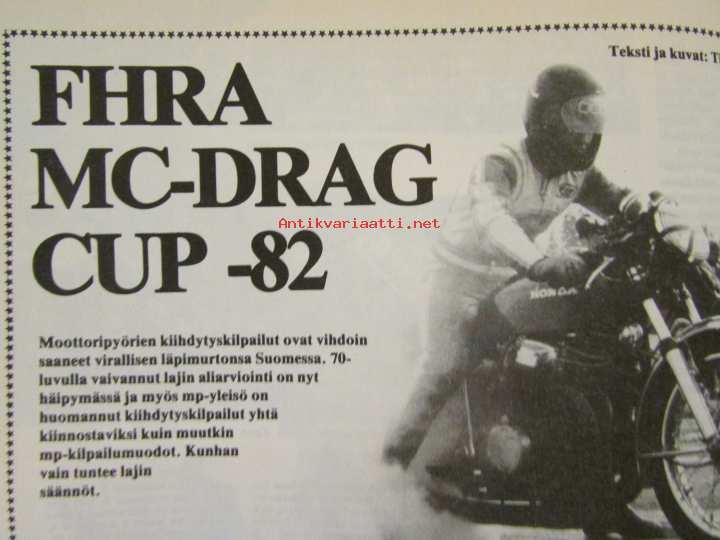 Teksti ja kuvat:
FHRA
MC-DRAG
CUP -82
Antikvariaatti.net
HONDA
Moottoripyörien kiihdytyskilpailut ovat vihdoin
saaneet virallisen läpimurtonsa Suomessa. 70-
luvulla vaivannut lajin aliarviointi on nyt
häipymässä ja myös mp-yleisö on
huomannut kiihdytyskilpailut yhtä
kiinnostaviksi kuin muutkin
mp-kilpailumuodot. Kunhan
vain tuntee lajin
säännöt.